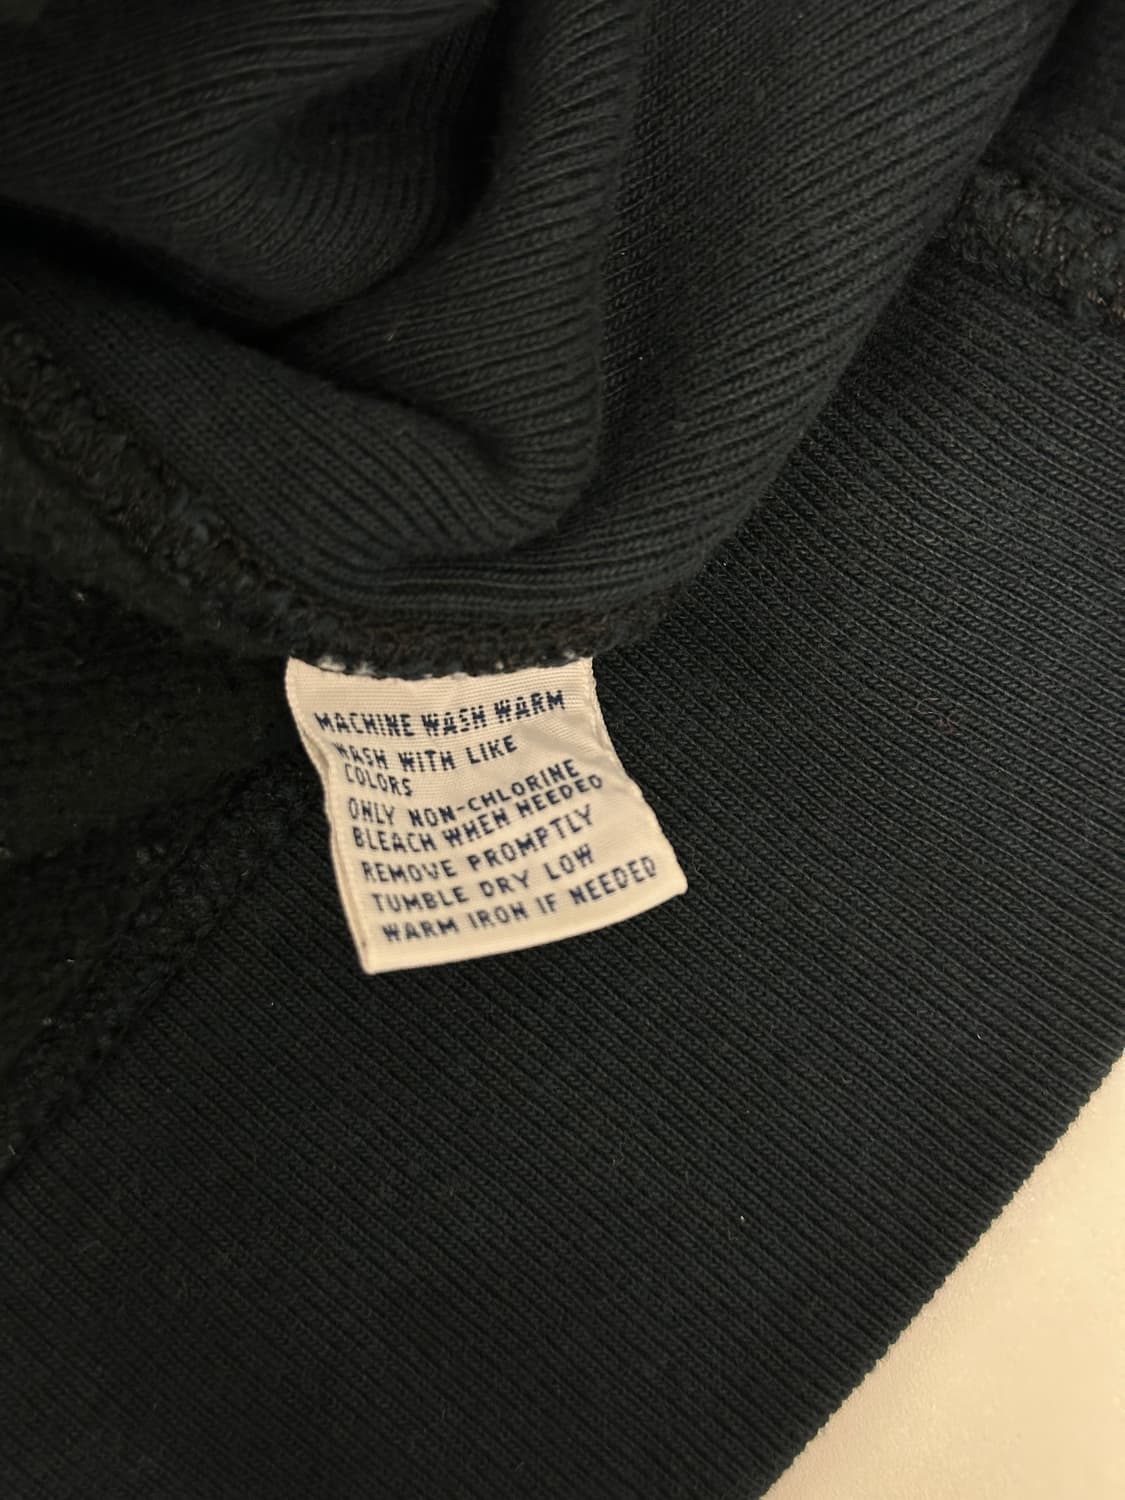 MACHINE WASH WARM
WASH WITH LIKE
COLORS
ONLY NON-CHLORINE
BLEACH WHEN NEEDED
REMOVE PROMPTLY
TUMBLE DRY LOW
WARM IRON IF NEEDED